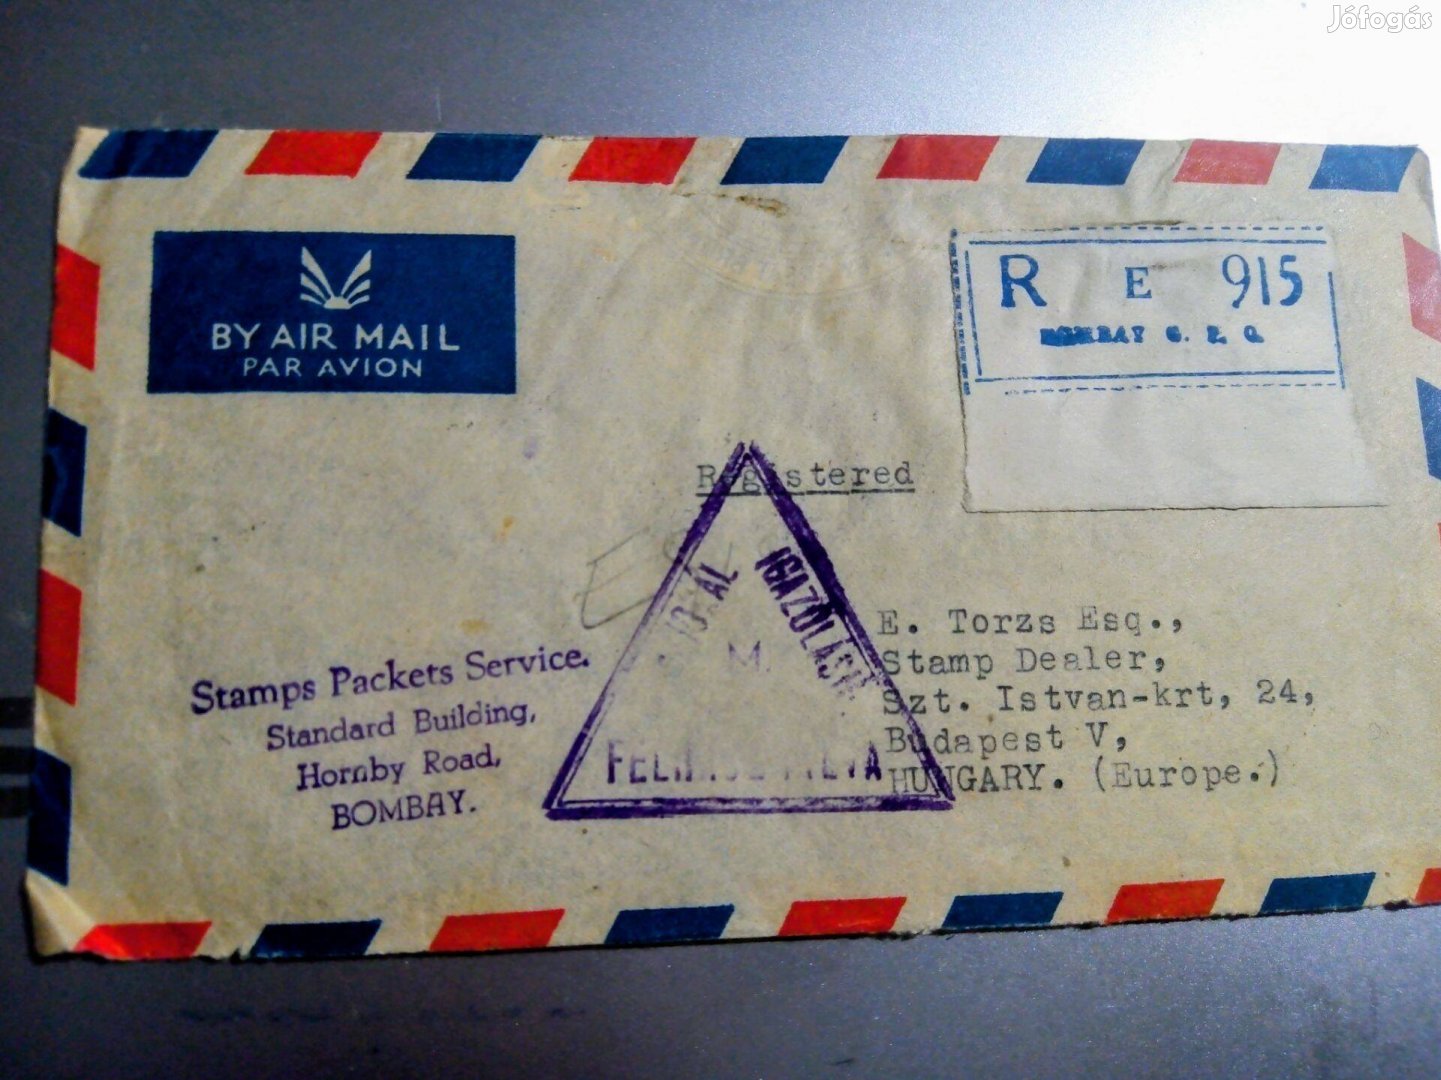 Jófogás
BY AIR MAIL
PAR AVION
R E 915
BOMBAY G. P. O.
Registered
IGAZOLÁSA
M.
E. Torzs Esq.,
Stamp Dealer,
Szt. Istvan-krt, 24,
Budapest V,
HUNGARY. (Europe.)
Stamps Packets Service.
Standard Building,
Hornby Road,
BOMBAY.